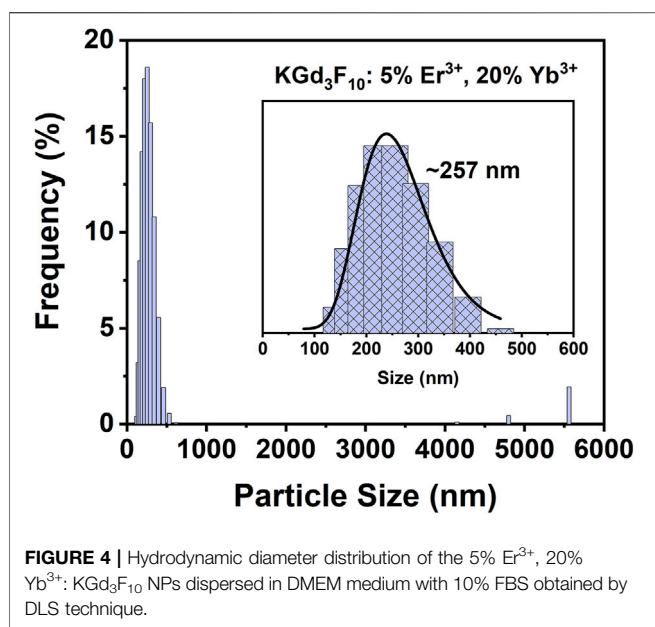 20
15
10
5
0
Frequency (%)
KGd₃F₁₀: 5% Er³⁺, 20% Yb³⁺
~257 nm
0 100 200 300 400 500 600
Size (nm)
0 1000 2000 3000 4000 5000 6000
Particle Size (nm)
FIGURE 4 | Hydrodynamic diameter distribution of the 5% Er³⁺, 20%
Yb³⁺: KGd₃F₁₀ NPs dispersed in DMEM medium with 10% FBS obtained by
DLS technique.